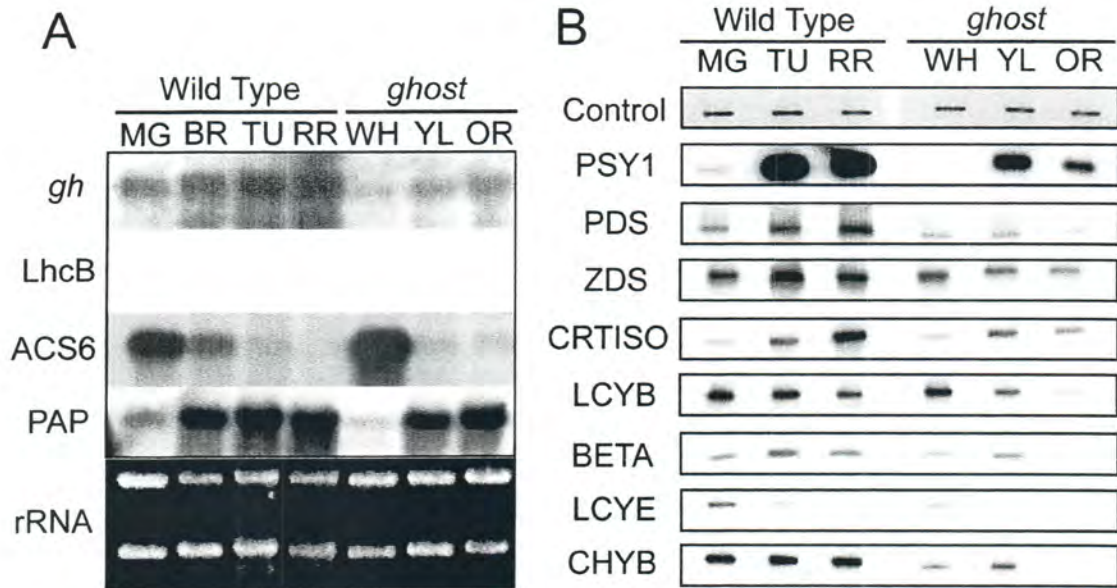 A
Wild Type ghost
MG BR TU RR WH YL OR
gh
LhcB
ACS6
PAP
rRNA
B
Wild Type ghost
MG TU RR WH YL OR
Control
PSY1
PDS
ZDS
CRTISO
LCYB
BETA
LCYE
CHYB